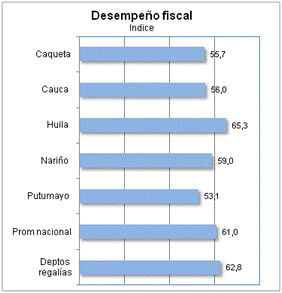 Desempeño fiscal
Indice
Caqueta 55,7
Cauca 56,0
Huila 65,3
Nariño 59,0
Putumayo 53,1
Prom nacional 61,0
Deptos regalías 62,8